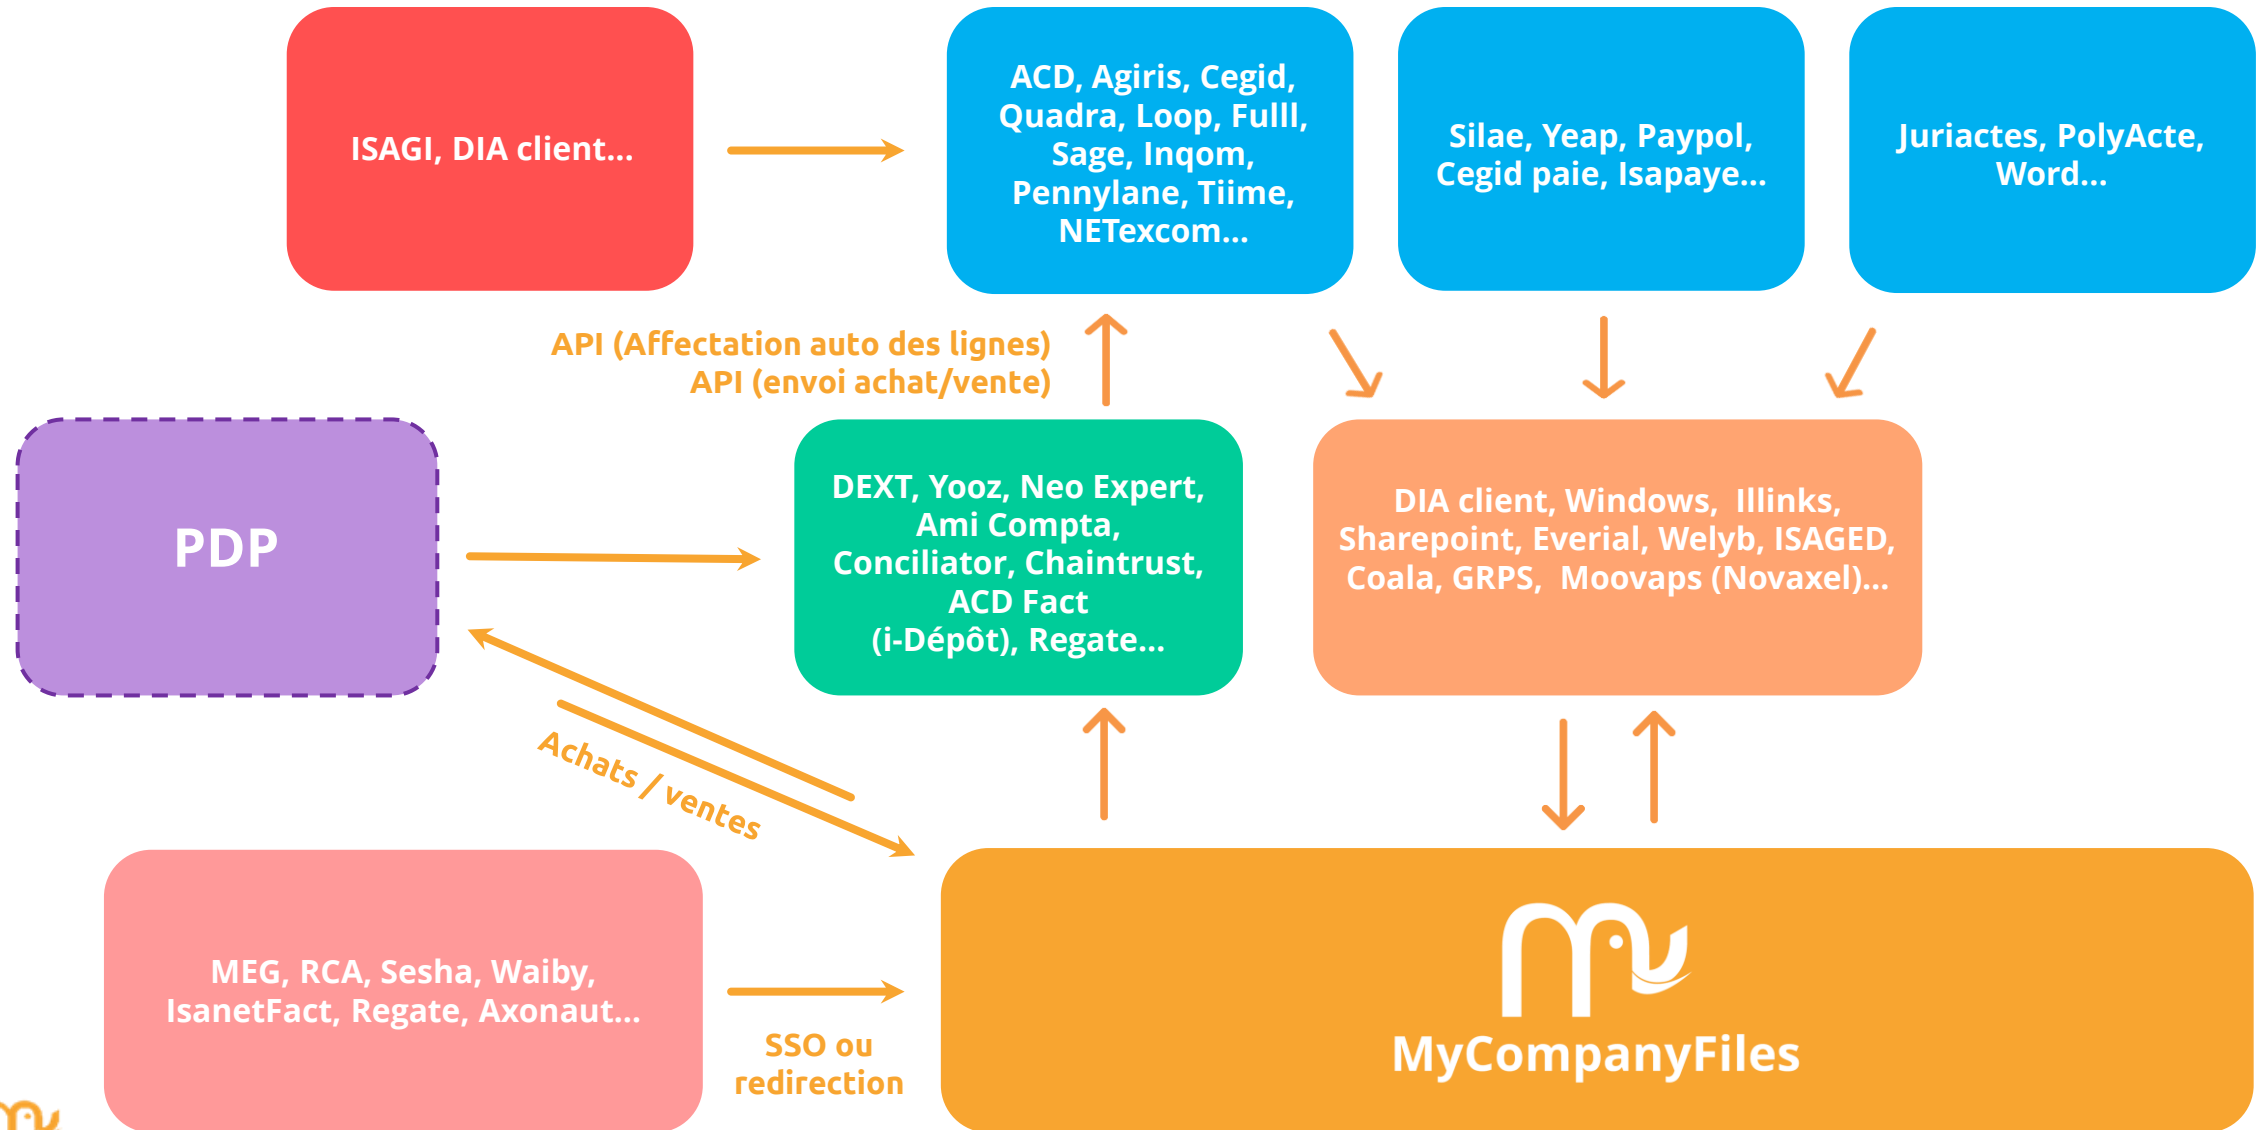 ISAGI, DIA client...
ACD, Agiris, Cegid,
Quadra, Loop, Fulll,
Sage, Inqom,
Pennylane, Tiime,
NETexcom...
Silae, Yeap, Paypol,
Cegid paie, Isapaye...
Juriactes, PolyActe,
Word...
API (Affectation auto des lignes)
API (envoi achat/vente)
PDP
DEXT, Yooz, Neo Expert,
Ami Compta,
Conciliator, Chaintrust,
ACD Fact
(i-Dépôt), Regate...
DIA client, Windows,  Illinks,
Sharepoint, Everial, Welyb, ISAGED,
Coala, GRPS,  Moovaps (Novaxel)...
Achats / ventes
MEG, RCA, Sesha, Waiby,
IsanetFact, Regate, Axonaut...
SSO ou
redirection
MyCompanyFiles